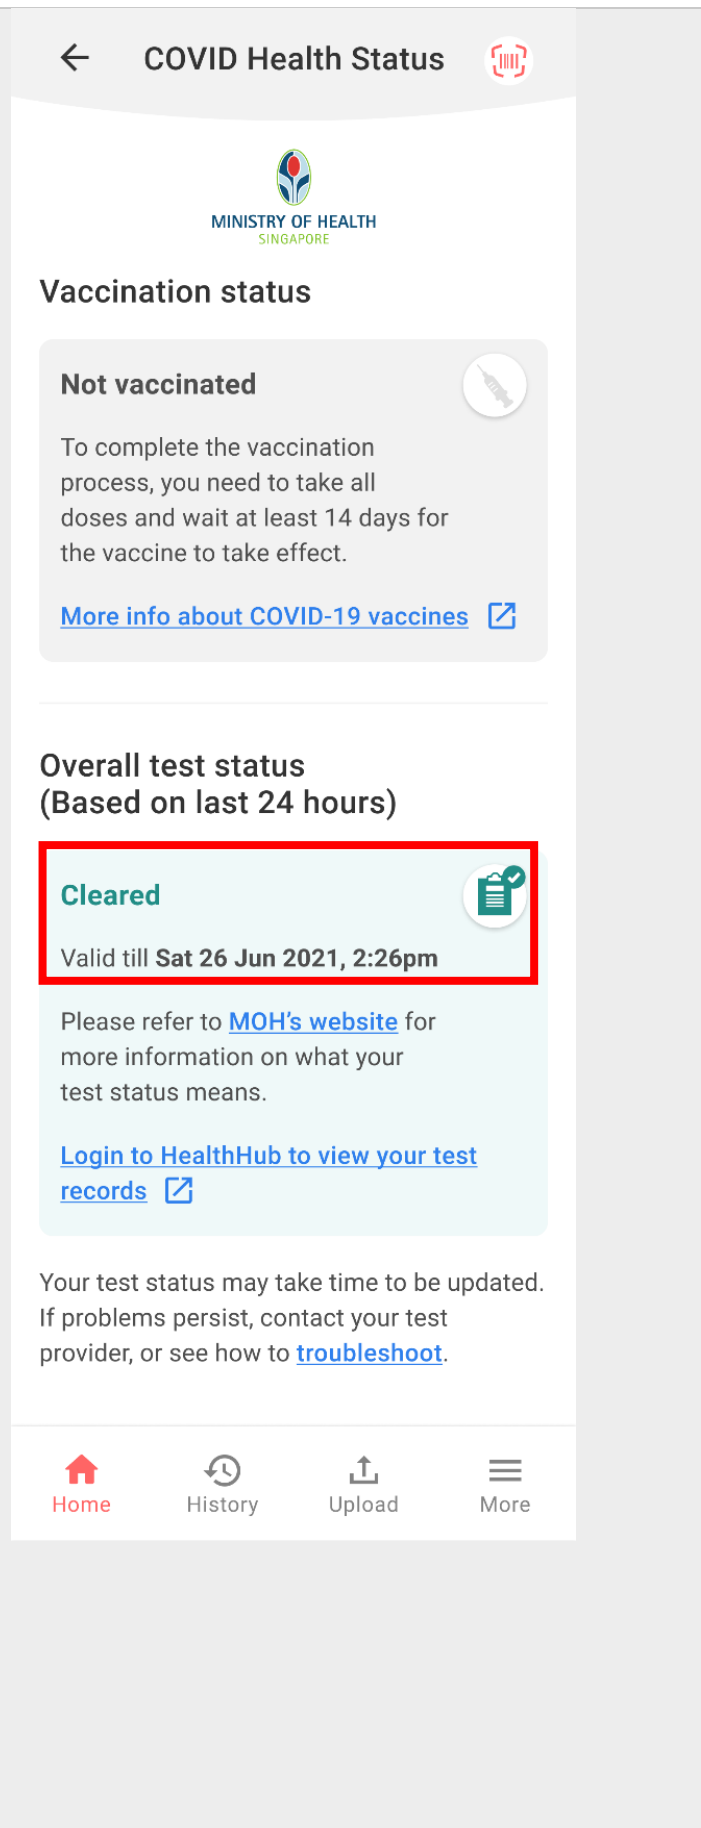 COVID Health Status
MINISTRY OF HEALTH
SINGAPORE
Vaccination status
Not vaccinated
To complete the vaccination
process, you need to take all
doses and wait at least 14 days for
the vaccine to take effect.
More info about COVID-19 vaccines
Overall test status
(Based on last 24 hours)
Cleared
Valid till Sat 26 Jun 2021, 2:26pm
Please refer to MOH's website for
more information on what your
test status means.
Login to HealthHub to view your test
records
Your test status may take time to be updated.
If problems persist, contact your test
provider, or see how to troubleshoot.
Home History Upload More